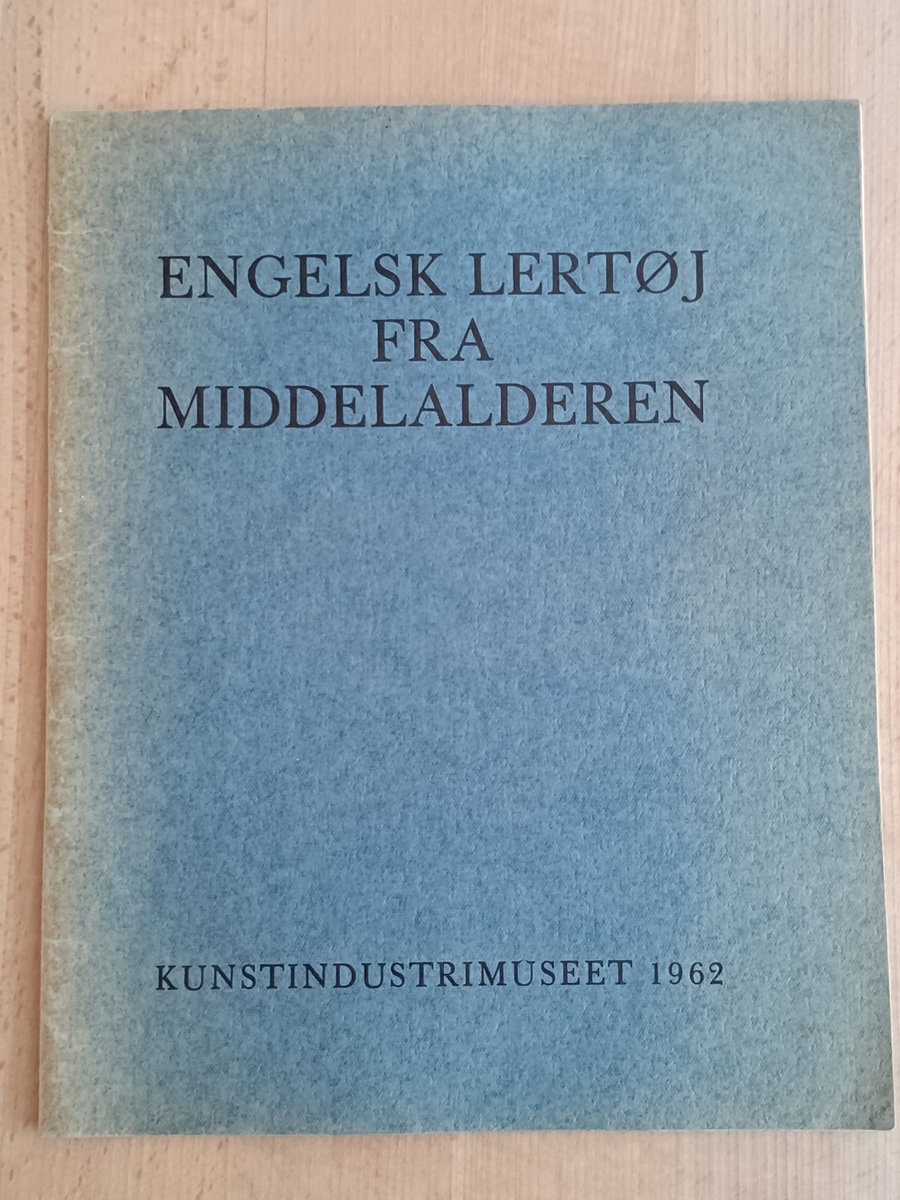 ENGELSK LERTØJ
FRA
MIDDELALDEREN
KUNSTINDUSTRIMUSEET 1962